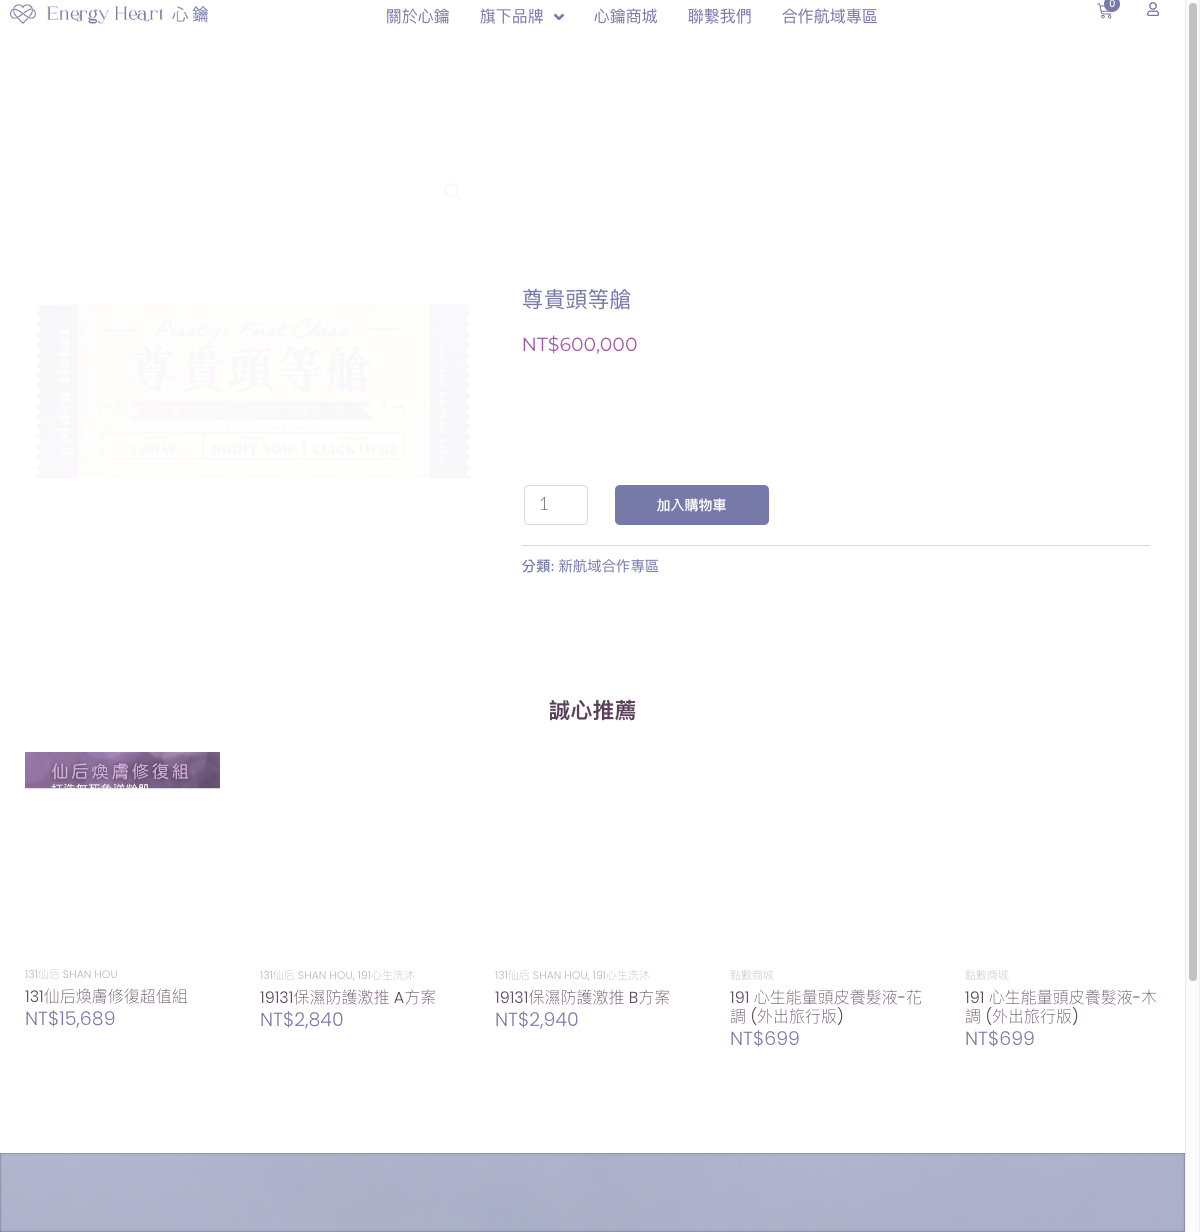 Energy Heart 心鑰
關於心鑰
旗下品牌
心鑰商城
聯繫我們
合作航域專區
0
Prestige First Class
尊貴頭等艙
golden ticket
TODAY
RIGHT NOW
CLICK HERE
尊貴頭等艙
NT$600,000
1
加入購物車
分類: 新航域合作專區
誠心推薦
仙后煥膚修復組
131仙后 SHAN HOU
131仙后煥膚修復超值組
NT$15,689
131仙后 SHAN HOU, 191心生洗沐
19131保濕防護激推 A方案
NT$2,840
131仙后 SHAN HOU, 191心生洗沐
19131保濕防護激推 B方案
NT$2,940
點數商城
191 心生能量頭皮養髮液-花
調 (外出旅行版)
NT$699
點數商城
191 心生能量頭皮養髮液-木
調 (外出旅行版)
NT$699